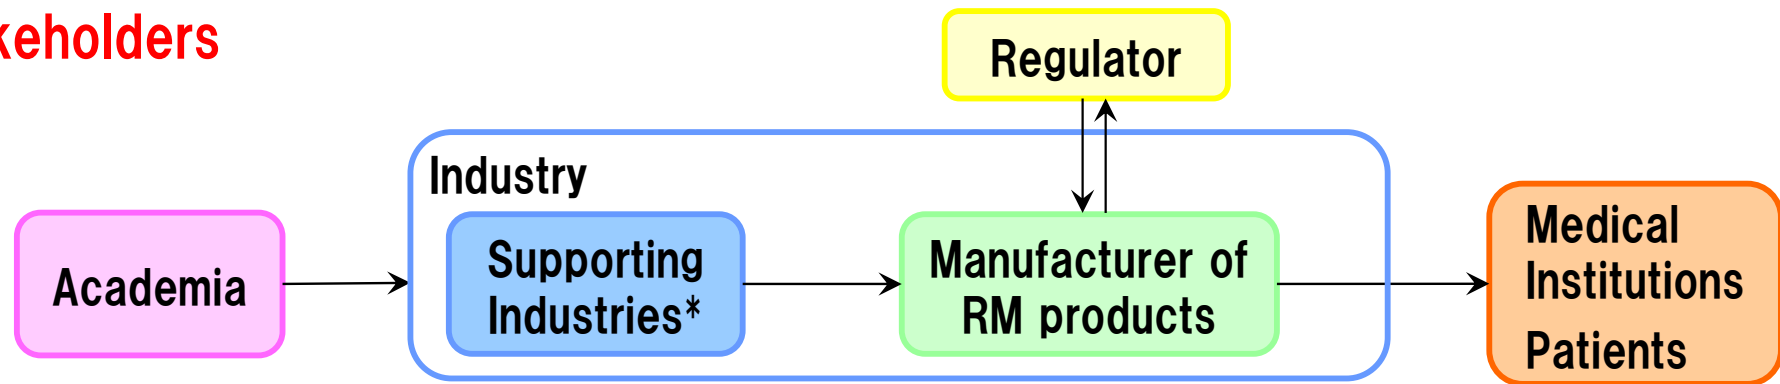 keholders
Regulator
Industry
Academia
Supporting
Industries*
Manufacturer of
RM products
Medical
Institutions
Patients